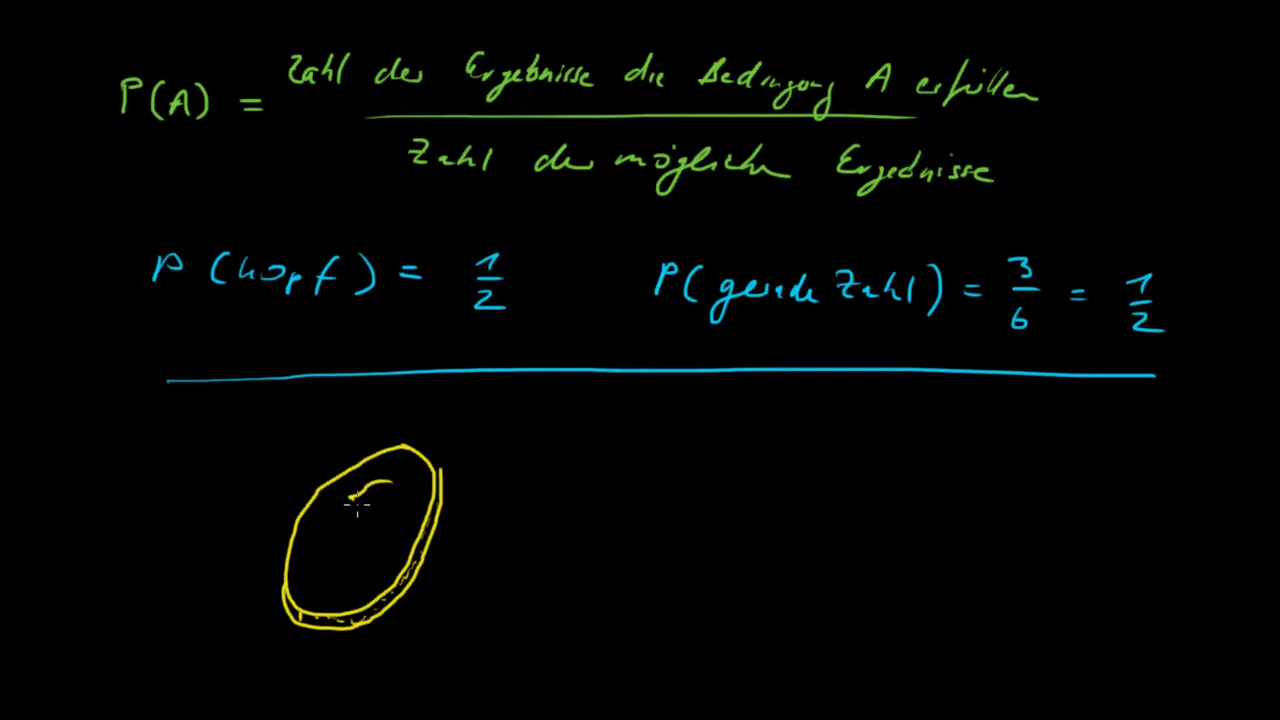 P(A) = Zahl der Ergebnisse die Bedingung A erfüllen
Zahl der möglichen Ergebnisse
P (Kopf) = 1/2 P(gerade Zahl) = 3/6 = 1/2